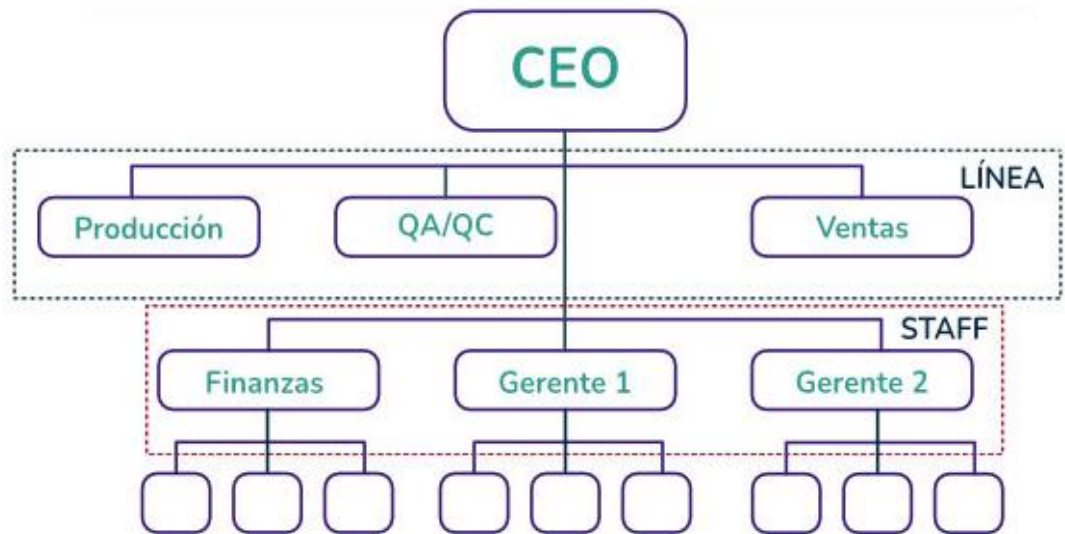 CEO
LÍNEA
Producción
QA/QC
Ventas
STAFF
Finanzas
Gerente 1
Gerente 2